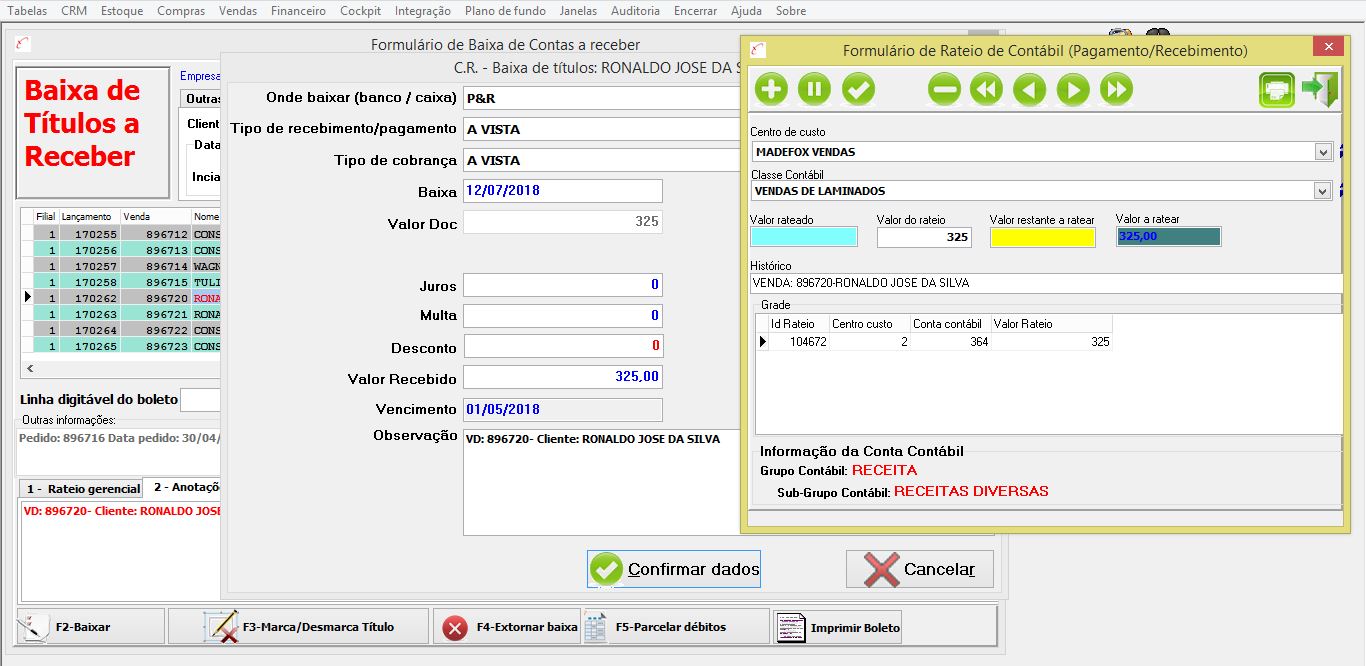 Tabelas CRM Estoque Compras Vendas Financeiro Cockpit Integração Plano de fundo Janelas Auditoria Encerrar Ajuda Sobre
Formulário de Baixa de Contas a receber
Baixa de
Títulos a
Receber
Empresa
Outras
Client
Data
Incia
Filial Lançamento Venda Nome
1 170255 896712 CONS
1 170256 896713 CONS
1 170257 896714 WAGN
1 170258 896715 TULI
1 170262 896720 RONA
1 170263 896721 RONA
1 170264 896722 CONS
1 170265 896723 CONS
Linha digitável do boleto
Outras informações:
Pedido: 896716 Data pedido: 30/04/
1 - Rateio gerencial 2 - Anotaçõ
VD: 896720- Cliente: RONALDO JOSE
F2-Baixar F3-Marca/Desmarca Título F4-Extornar baixa F5-Parcelar débitos Imprimir Boleto
C.R. - Baixa de títulos: RONALDO JOSE DA S
Onde baixar (banco / caixa) P&R
Tipo de recebimento/pagamento A VISTA
Tipo de cobrança A VISTA
Baixa 12/07/2018
Valor Doc 325
Juros 0
Multa 0
Desconto 0
Valor Recebido 325,00
Vencimento 01/05/2018
Observação VD: 896720- Cliente: RONALDO JOSE DA SILVA
Confirmar dados Cancelar
Formulário de Rateio de Contábil (Pagamento/Recebimento)
Centro de custo
MADEFOX VENDAS
Classe Contábil
VENDAS DE LAMINADOS
Valor rateado Valor do rateio Valor restante a ratear Valor a ratear
325 325,00
Histórico
VENDA: 896720-RONALDO JOSE DA SILVA
Grade
Id Rateio Centro custo Conta contábil Valor Rateio
104672 2 364 325
Informação da Conta Contábil
Grupo Contábil: RECEITA
Sub-Grupo Contábil: RECEITAS DIVERSAS